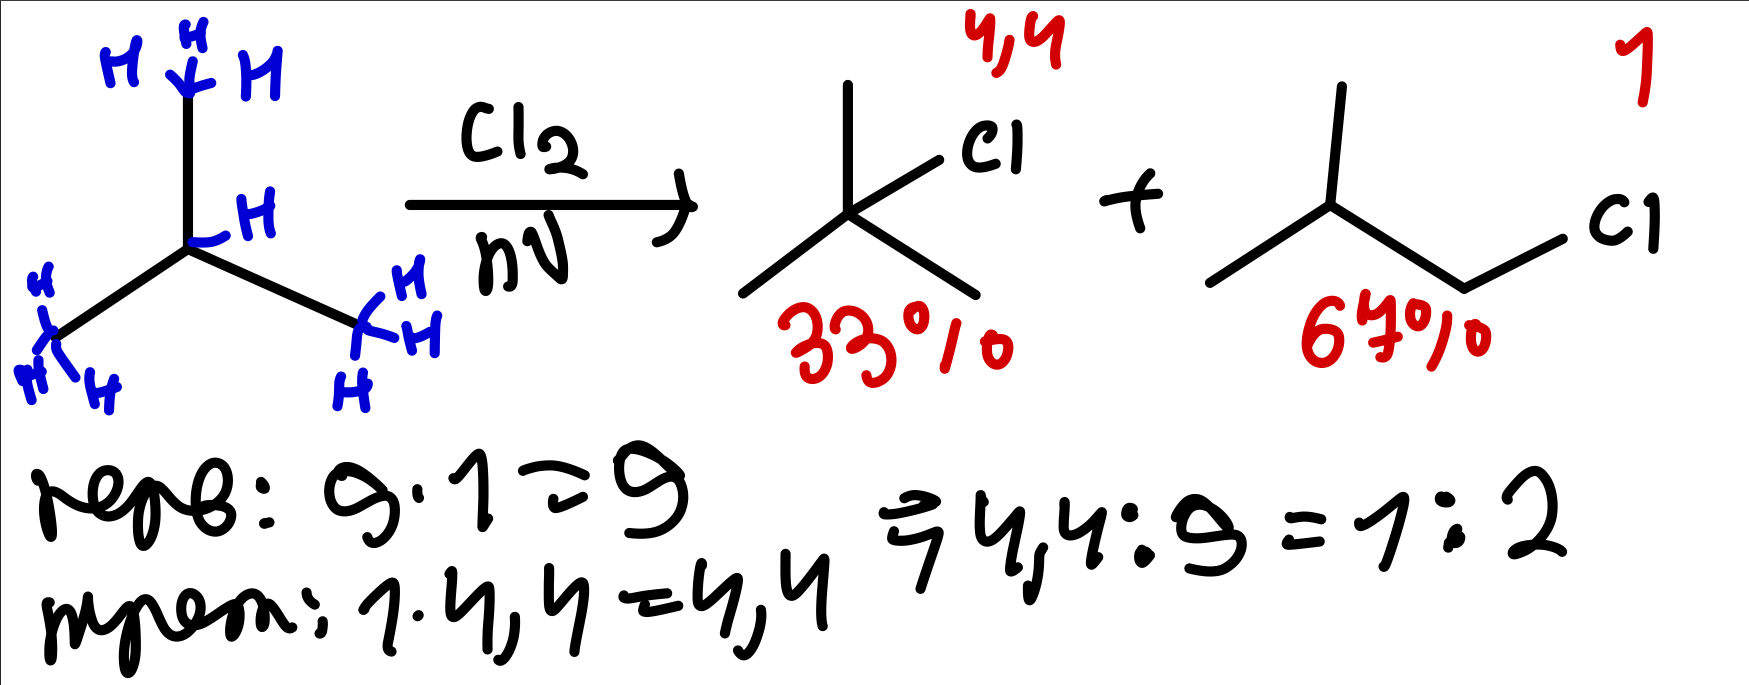 H H H
H
H
H H
H
H
H
H
Cl2
hν
4,4
Cl
33%
+
1
Cl
67%
перв: 9·1=9
трет: 1·4,4=4,4
⇒ 4,4:9=1:2